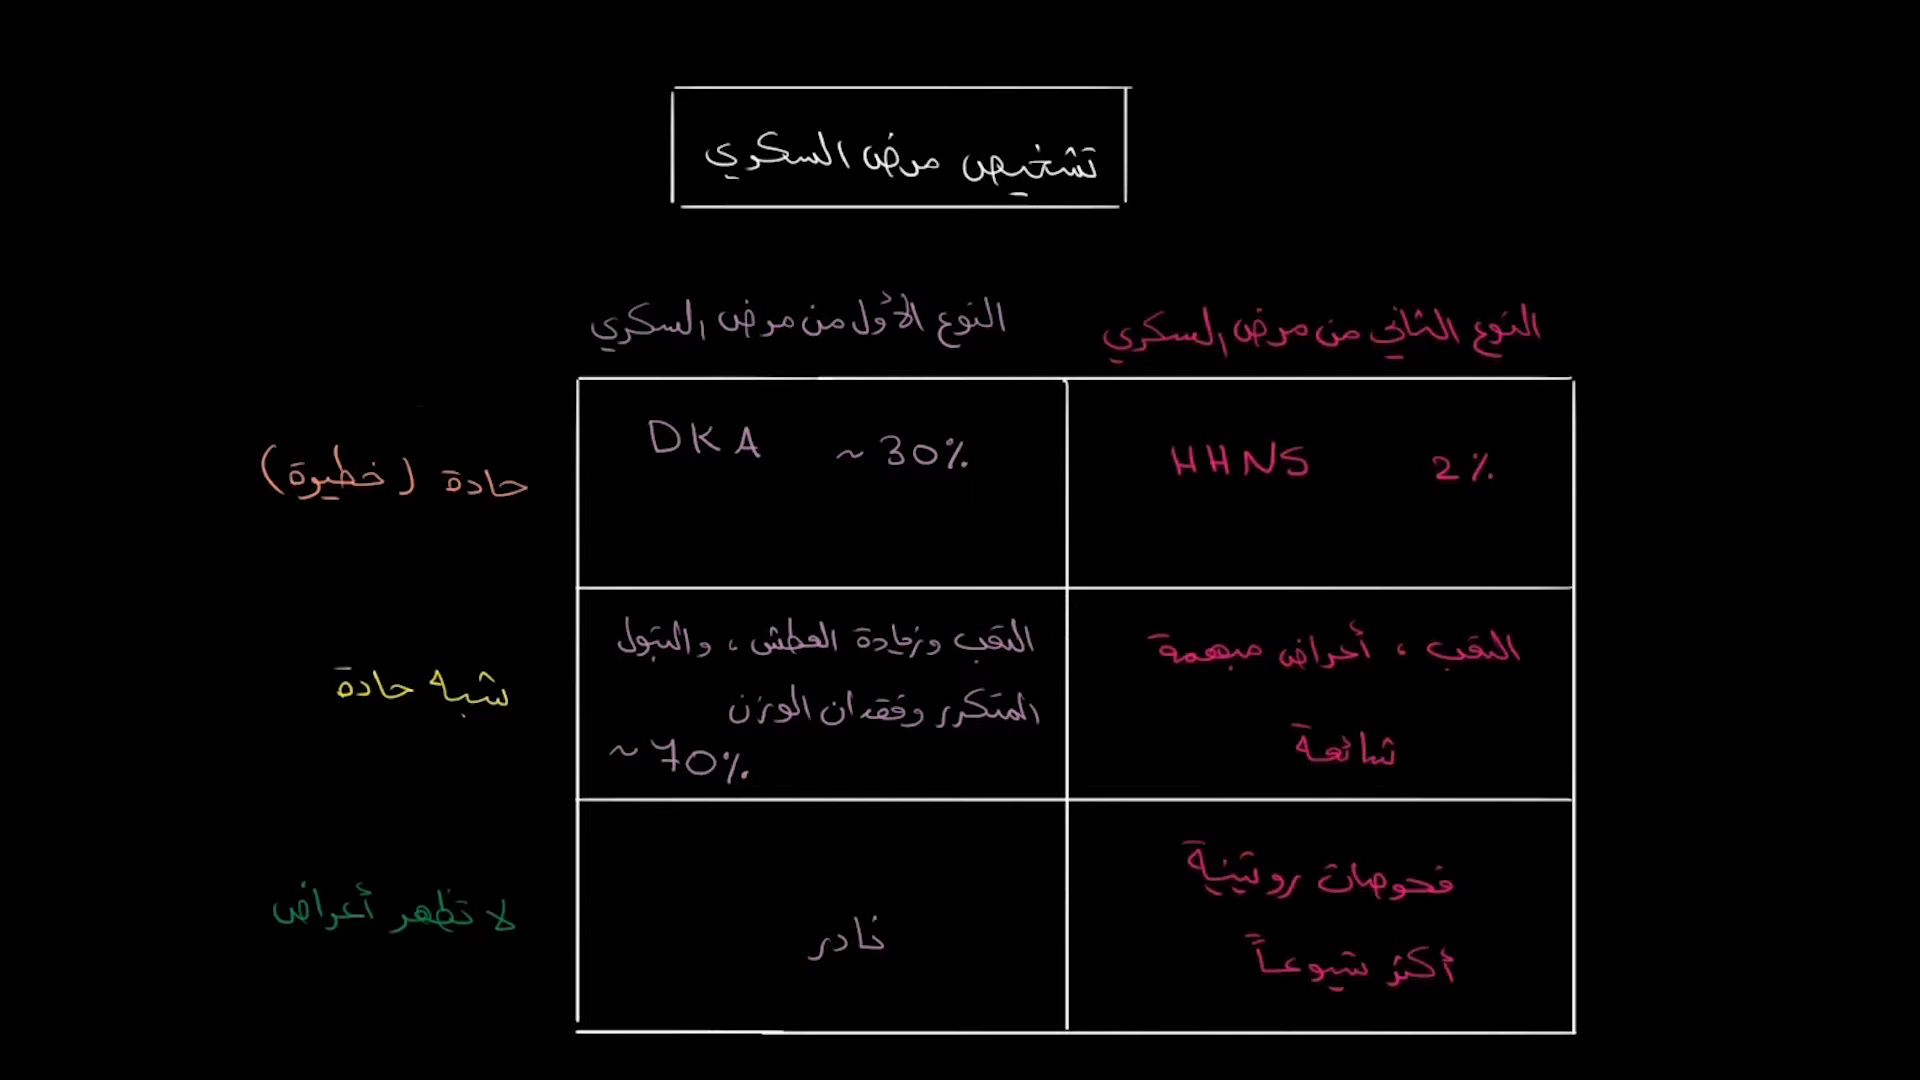 تشخيص مرض السكري
النوع الثاني من مرض السكري
النوع الأول من مرض السكري
حادة (خطيرة)
DKA ~30%
HHNS 2%
شبه حادة
التعب وزيادة العطش، والتبول
المتكرر وفقدان الوزن
~70%
التعب، أعراض مبهمة
شائعة
لا تظهر أعراض
نادر
فحوصات روتينية
أكثر شيوعاً